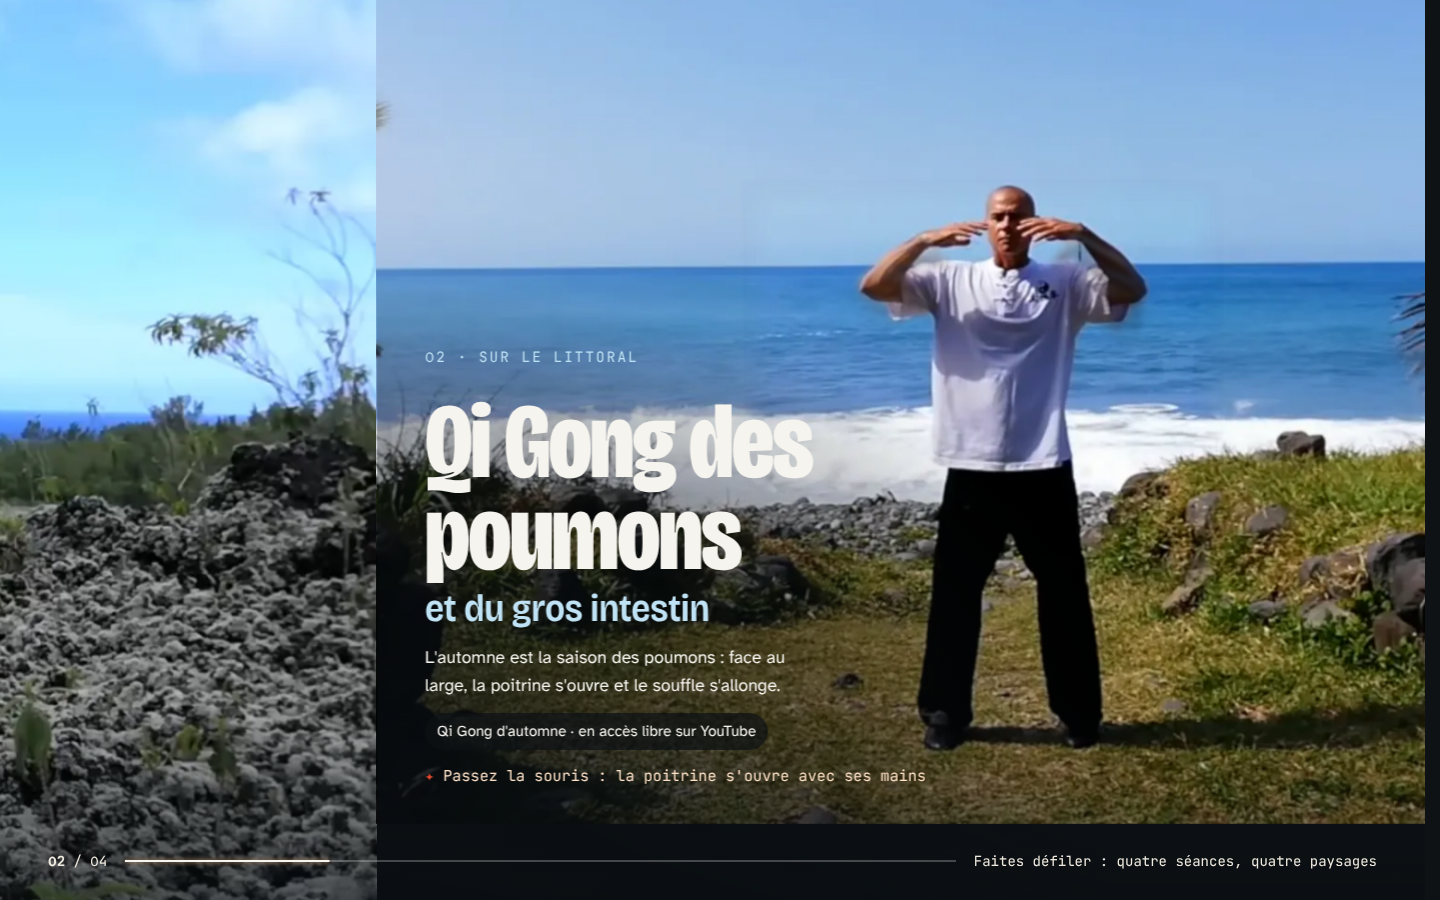 02 · SUR LE LITTORAL
Qi Gong des
poumons
et du gros intestin
L'automne est la saison des poumons : face au
large, la poitrine s'ouvre et le souffle s'allonge.
Qi Gong d'automne · en accès libre sur YouTube
✦ Passez la souris : la poitrine s'ouvre avec ses mains
02 / 04
Faites défiler : quatre séances, quatre paysages